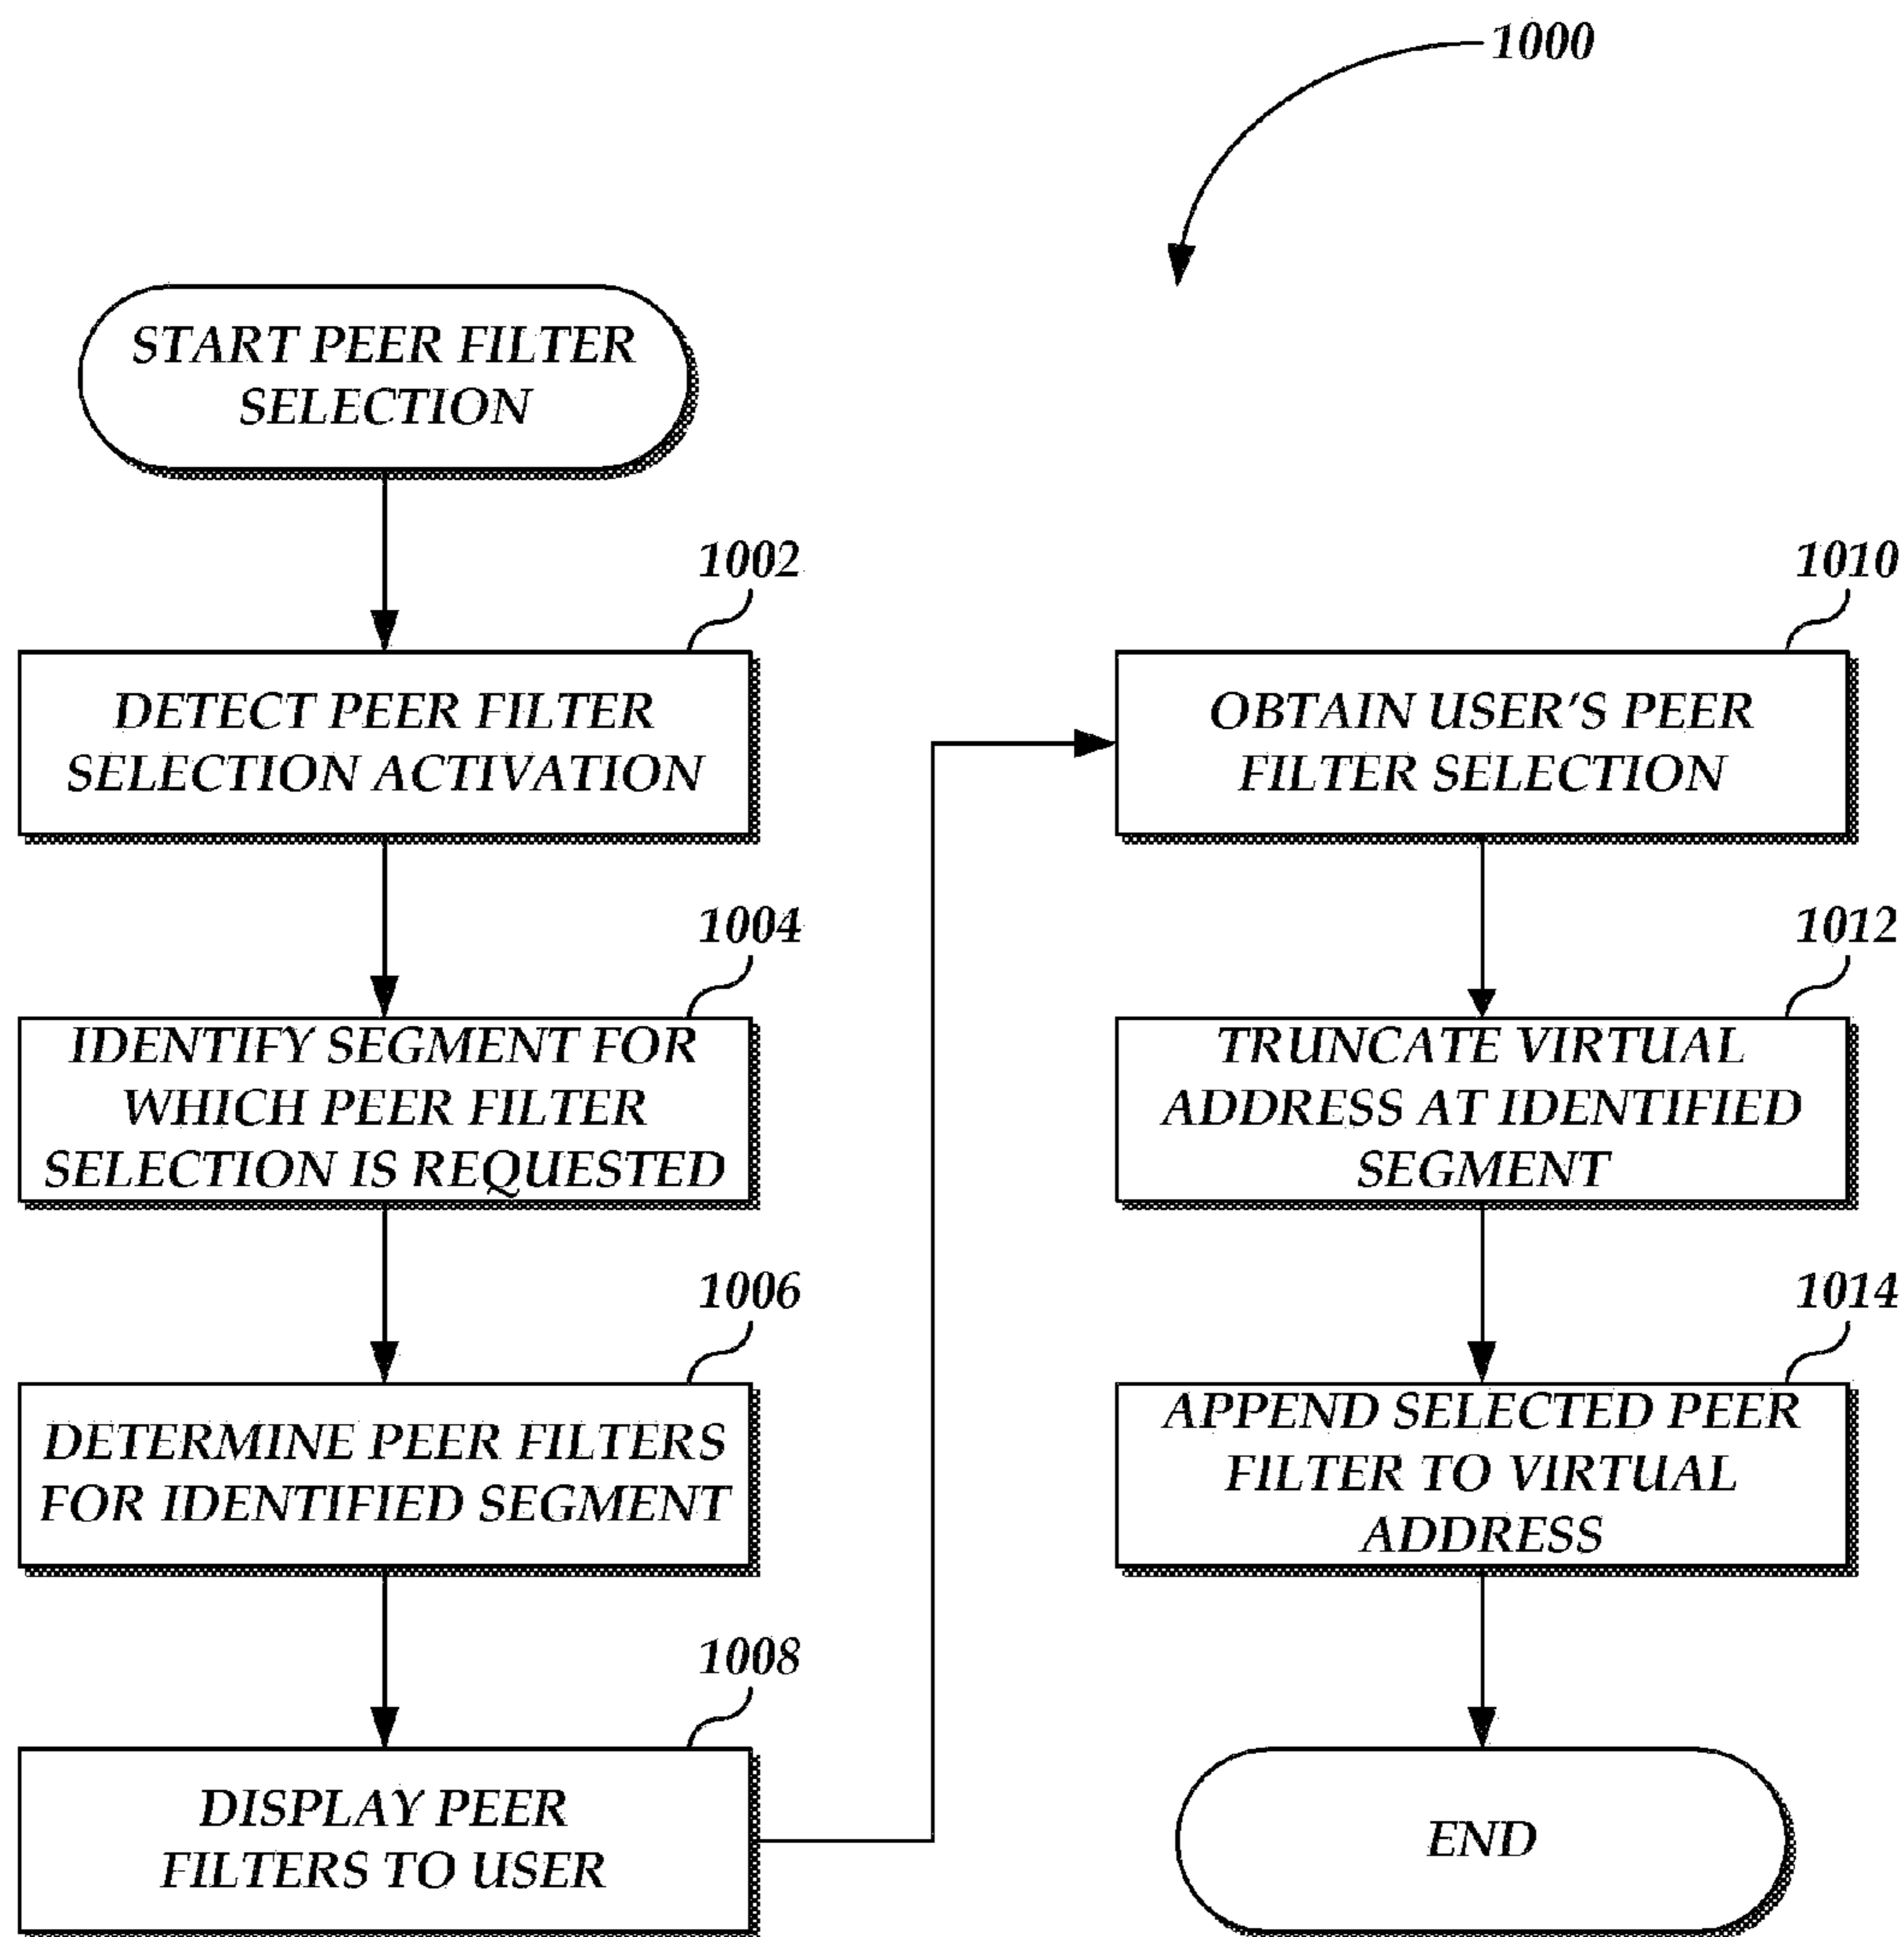 1000
START PEER FILTER
SELECTION
1002
DETECT PEER FILTER
SELECTION ACTIVATION
1004
IDENTIFY SEGMENT FOR
WHICH PEER FILTER
SELECTION IS REQUESTED
1006
DETERMINE PEER FILTERS
FOR IDENTIFIED SEGMENT
1008
DISPLAY PEER
FILTERS TO USER
1010
OBTAIN USER'S PEER
FILTER SELECTION
1012
TRUNCATE VIRTUAL
ADDRESS AT IDENTIFIED
SEGMENT
1014
APPEND SELECTED PEER
FILTER TO VIRTUAL
ADDRESS
END